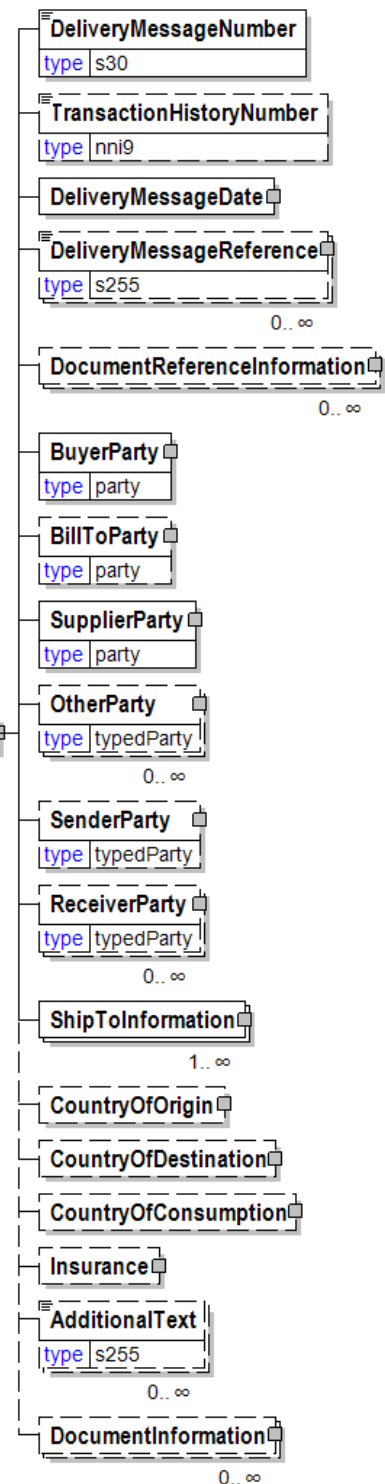 DeliveryMessageNumber
type s30
TransactionHistoryNumber
type nni9
DeliveryMessageDate
DeliveryMessageReference
type s255
0.. ∞
DocumentReferenceInformation
0.. ∞
BuyerParty
type party
BillToParty
type party
SupplierParty
type party
OtherParty
type typedParty
0.. ∞
SenderParty
type typedParty
ReceiverParty
type typedParty
0.. ∞
ShipToInformation
1.. ∞
CountryOfOrigin
CountryOfDestination
CountryOfConsumption
Insurance
AdditionalText
type s255
0.. ∞
DocumentInformation
0.. ∞